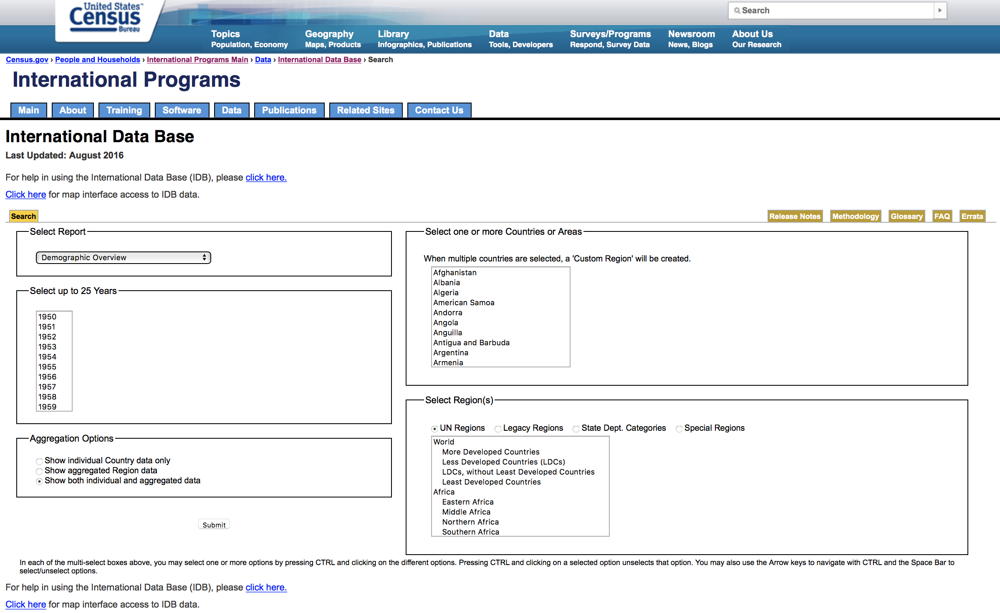 United States™
Census
Bureau
Search
Topics
Population, Economy
Geography
Maps, Products
Library
Infographics, Publications
Data
Tools, Developers
Surveys/Programs
Respond, Survey Data
Newsroom
News, Blogs
About Us
Our Research
Census.gov › People and Households › International Programs Main › Data › International Data Base › Search
International Programs
Main About Training Software Data Publications Related Sites Contact Us
International Data Base
Last Updated: August 2016
For help in using the International Data Base (IDB), please click here.
Click here for map interface access to IDB data.
Search Release Notes Methodology Glossary FAQ Errata
Select Report
Demographic Overview
Select up to 25 Years
1950
1951
1952
1953
1954
1955
1956
1957
1958
1959
Aggregation Options
Show individual Country data only
Show aggregated Region data
Show both individual and aggregated data
Submit
Select one or more Countries or Areas
When multiple countries are selected, a 'Custom Region' will be created.
Afghanistan
Albania
Algeria
American Samoa
Andorra
Angola
Anguilla
Antigua and Barbuda
Argentina
Armenia
Select Region(s)
UN Regions Legacy Regions State Dept. Categories Special Regions
World
More Developed Countries
Less Developed Countries (LDCs)
LDCs, without Least Developed Countries
Least Developed Countries
Africa
Eastern Africa
Middle Africa
Northern Africa
Southern Africa
In each of the multi-select boxes above, you may select one or more options by pressing CTRL and clicking on the different options. Pressing CTRL and clicking on a selected option unselects that option. You may also use the Arrow keys to navigate with CTRL and the Space Bar to
select/unselect options.
For help in using the International Data Base (IDB), please click here.
Click here for map interface access to IDB data.